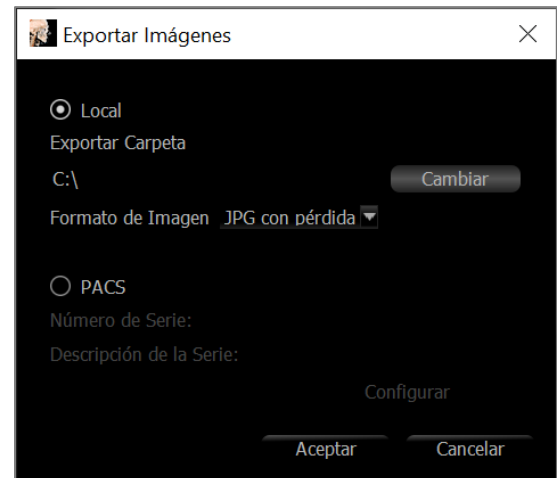 Exportar Imágenes
Local
Exportar Carpeta
C:\
Cambiar
Formato de Imagen JPG con pérdida
PACS
Número de Serie:
Descripción de la Serie:
Configurar
Aceptar Cancelar